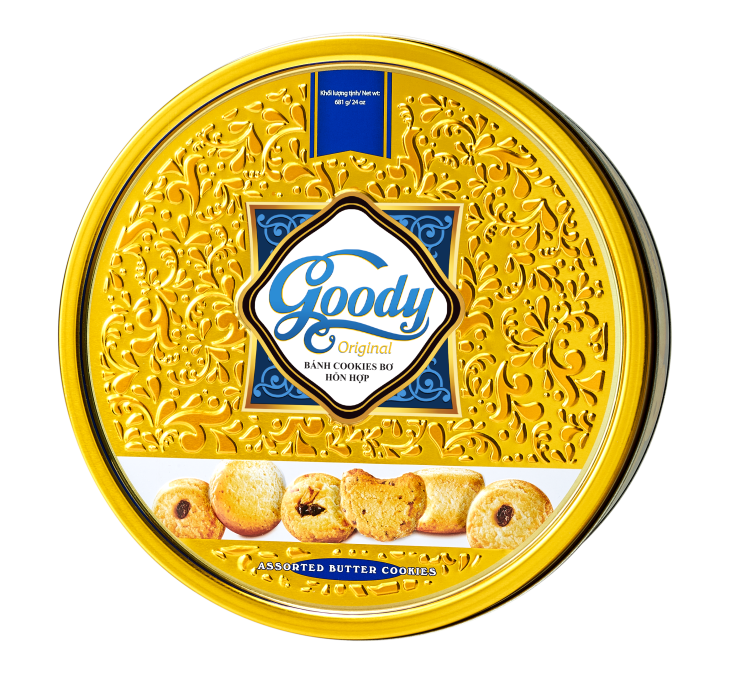 Khối lượng tịnh/ Net wt:
681 g/ 24 oz
Goody
Original
BÁNH COOKIES BƠ
HỖN HỢP
ASSORTED BUTTER COOKIES